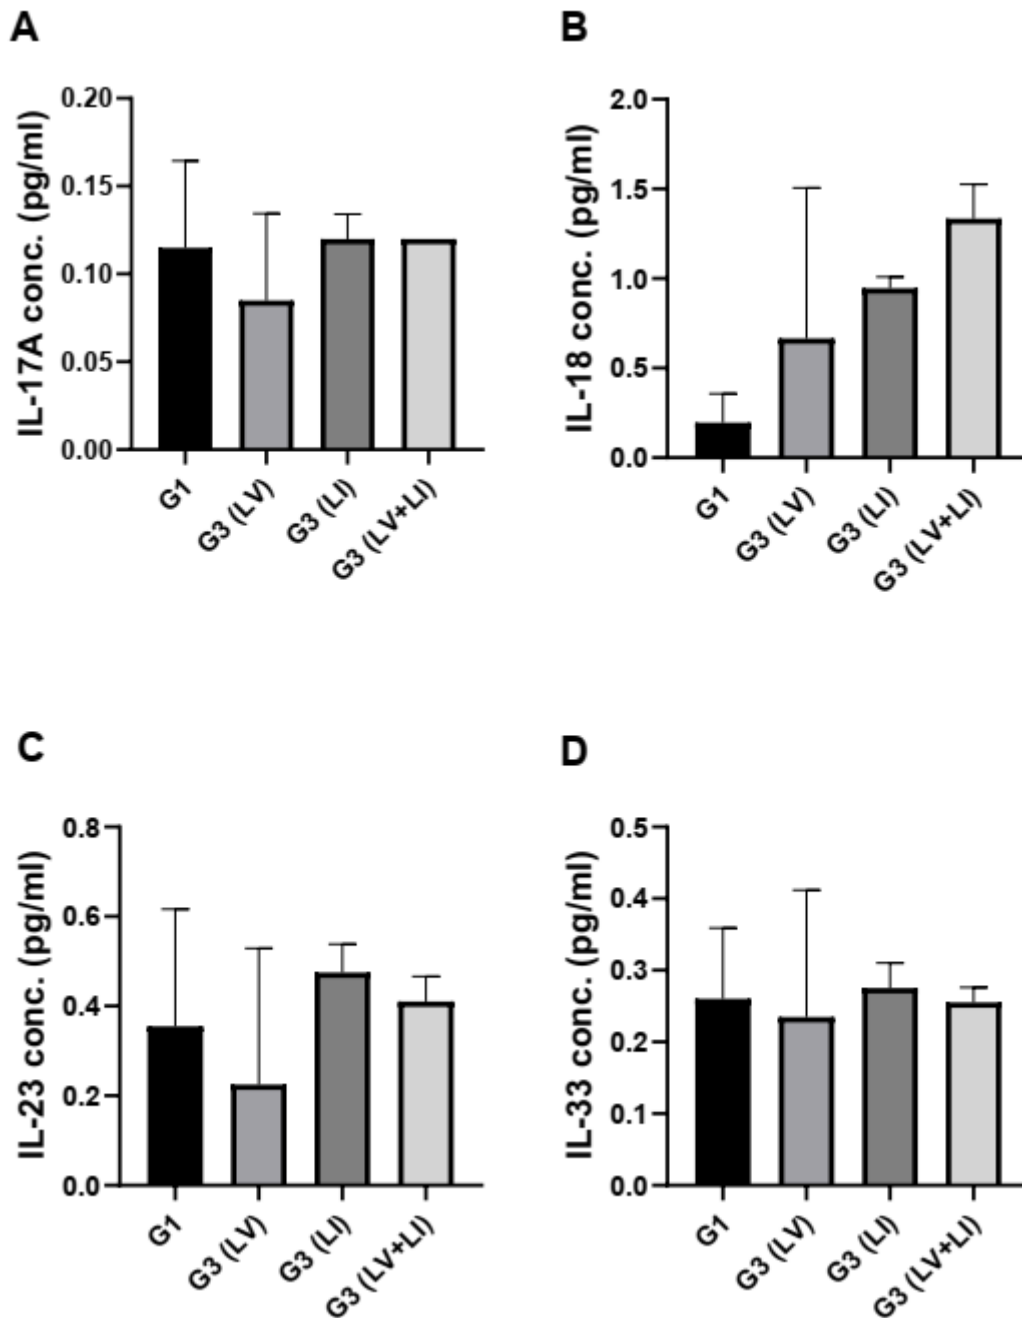 A
IL-17A conc. (pg/ml)
0.20
0.15
0.10
0.05
0.00
G1
G3 (LV)
G3 (LI)
G3 (LV+LI)
B
IL-18 conc. (pg/ml)
2.0
1.5
1.0
0.5
0.0
G1
G3 (LV)
G3 (LI)
G3 (LV+LI)
C
IL-23 conc. (pg/ml)
0.8
0.6
0.4
0.2
0.0
G1
G3 (LV)
G3 (LI)
G3 (LV+LI)
D
IL-33 conc. (pg/ml)
0.5
0.4
0.3
0.2
0.1
0.0
G1
G3 (LV)
G3 (LI)
G3 (LV+LI)